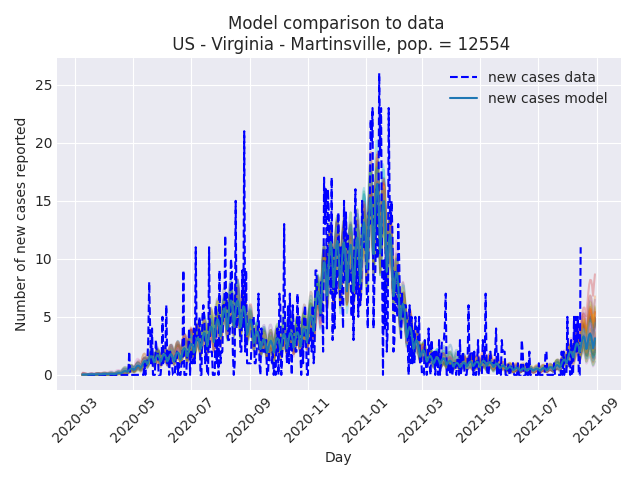 Model comparison to data
US - Virginia - Martinsville, pop. = 12554
new cases data
new cases model
Number of new cases reported
25
20
15
10
5
0
2020-03
2020-05
2020-07
2020-09
2020-11
2021-01
2021-03
2021-05
2021-07
2021-09
Day